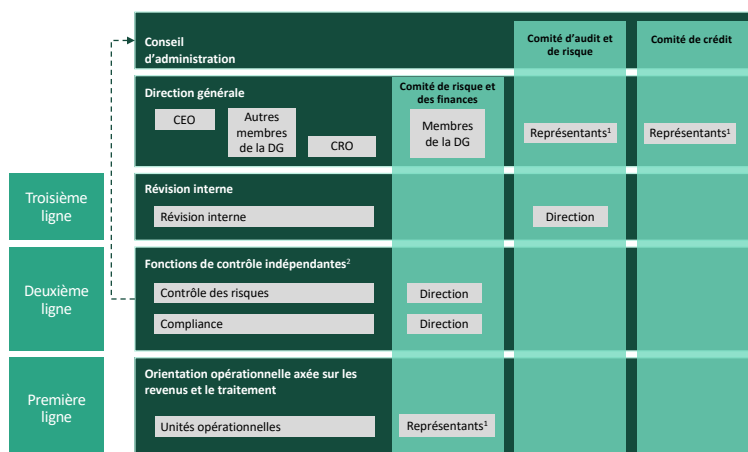 Conseil
d'administration
Comité d'audit et
de risque
Comité de crédit
Direction générale
Comité de risque et
des finances
CEO
Autres
membres
de la DG
CRO
Membres
de la DG
Représentants¹
Représentants¹
Troisième
ligne
Révision interne
Révision interne
Direction
Deuxième
ligne
Fonctions de contrôle indépendantes²
Contrôle des risques
Direction
Compliance
Direction
Première
ligne
Orientation opérationnelle axée sur les
revenus et le traitement
Unités opérationnelles
Représentants¹